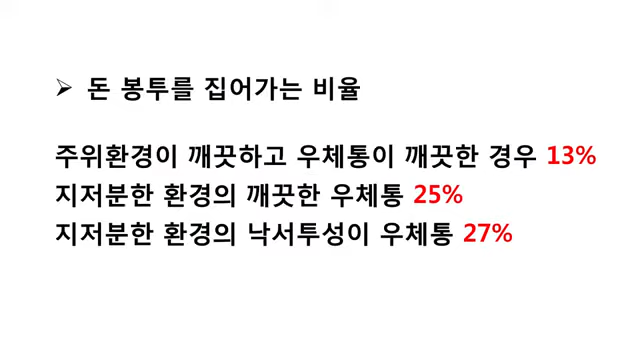 ➢ 돈 봉투를 집어가는 비율
주위환경이 깨끗하고 우체통이 깨끗한 경우 13%
지저분한 환경의 깨끗한 우체통 25%
지저분한 환경의 낙서투성이 우체통 27%